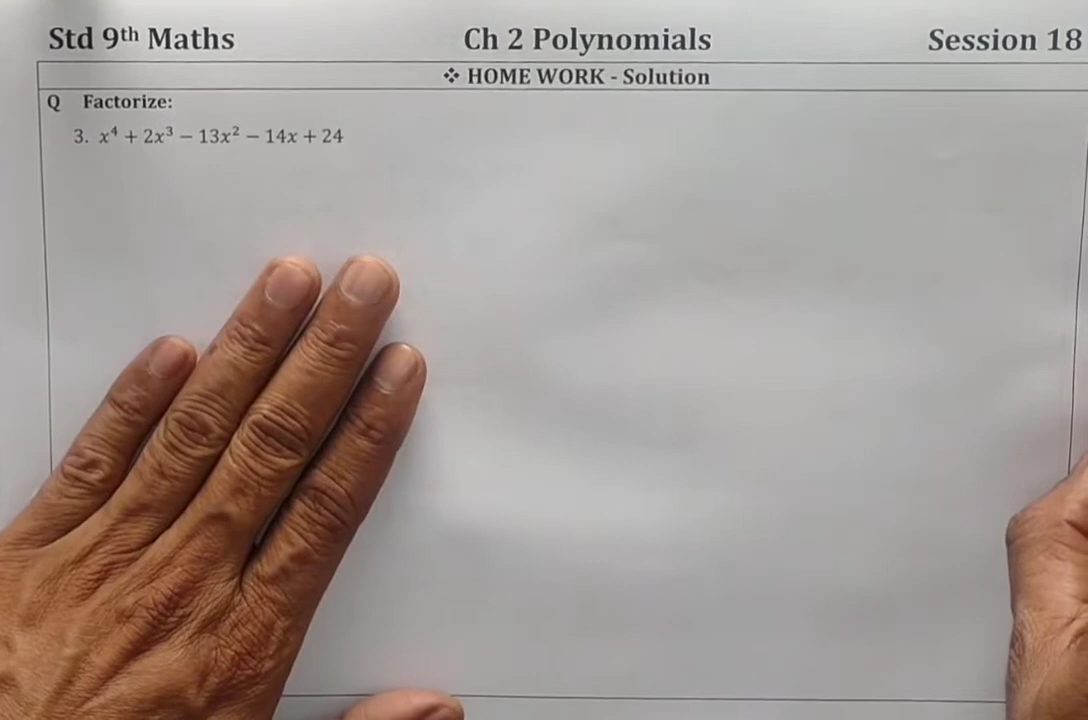 Std 9th Maths Ch 2 Polynomials Session 18
❖ HOME WORK - Solution
Q Factorize:
3. x⁴ + 2x³ – 13x² – 14x + 24